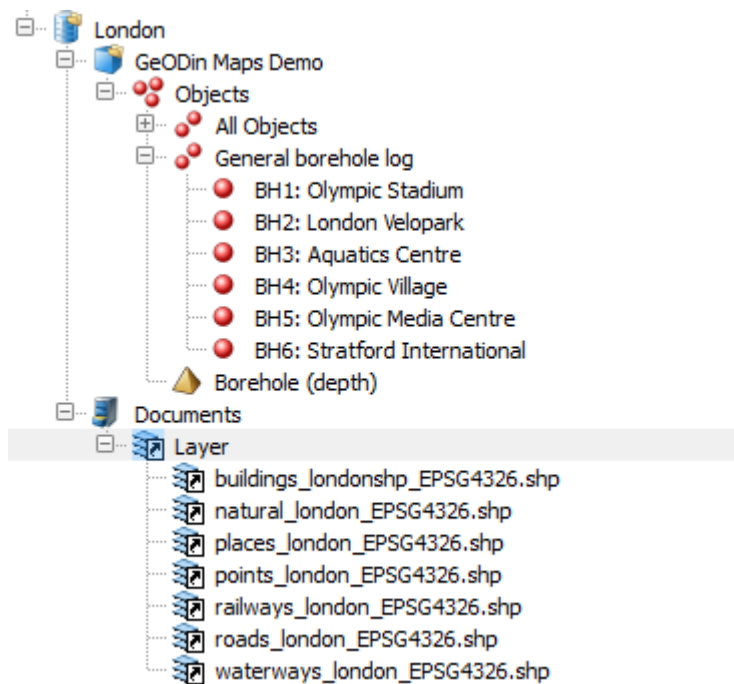 London
GeODin Maps Demo
Objects
All Objects
General borehole log
BH1: Olympic Stadium
BH2: London Velopark
BH3: Aquatics Centre
BH4: Olympic Village
BH5: Olympic Media Centre
BH6: Stratford International
Borehole (depth)
Documents
Layer
buildings_londonshp_EPSG4326.shp
natural_london_EPSG4326.shp
places_london_EPSG4326.shp
points_london_EPSG4326.shp
railways_london_EPSG4326.shp
roads_london_EPSG4326.shp
waterways_london_EPSG4326.shp